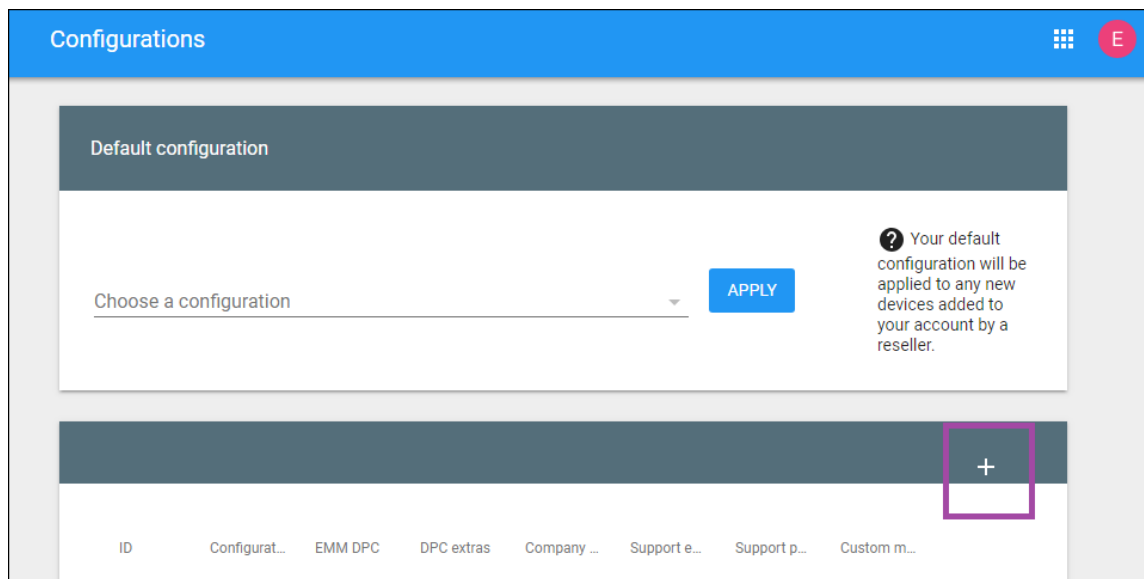 Configurations
E
Default configuration
Choose a configuration
APPLY
? Your default
configuration will be
applied to any new
devices added to
your account by a
reseller.
+
ID Configurat... EMM DPC DPC extras Company ... Support e... Support p... Custom m...